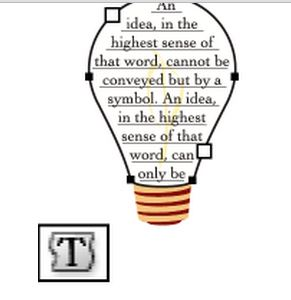 An
idea, in the
highest sense of
that word, cannot be
conveyed but by a
symbol. An idea,
in the highest
sense of that
word, can
only be
T